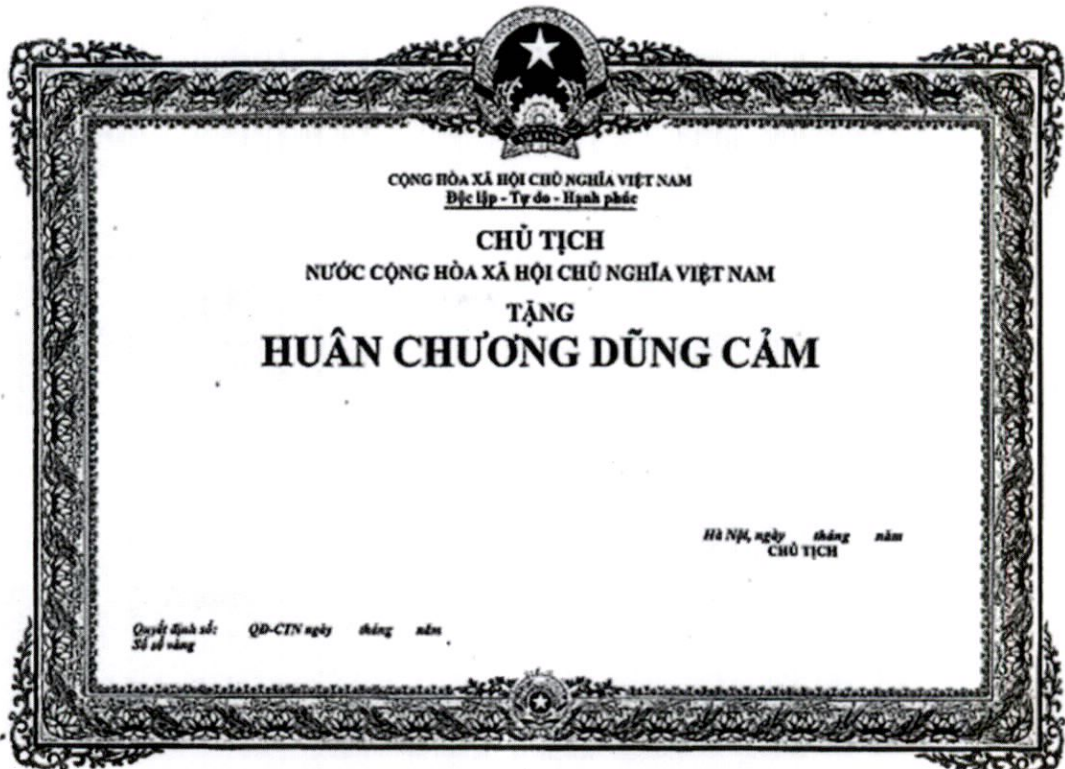 CỘNG HÒA XÃ HỘI CHỦ NGHĨA VIỆT NAM
Độc lập - Tự do - Hạnh phúc
CHỦ TỊCH
NƯỚC CỘNG HÒA XÃ HỘI CHỦ NGHĨA VIỆT NAM
TẶNG
HUÂN CHƯƠNG DŨNG CẢM
Hà Nội, ngày tháng năm
CHỦ TỊCH
Quyết định số: QĐ-CTN ngày tháng năm
Số sổ vàng